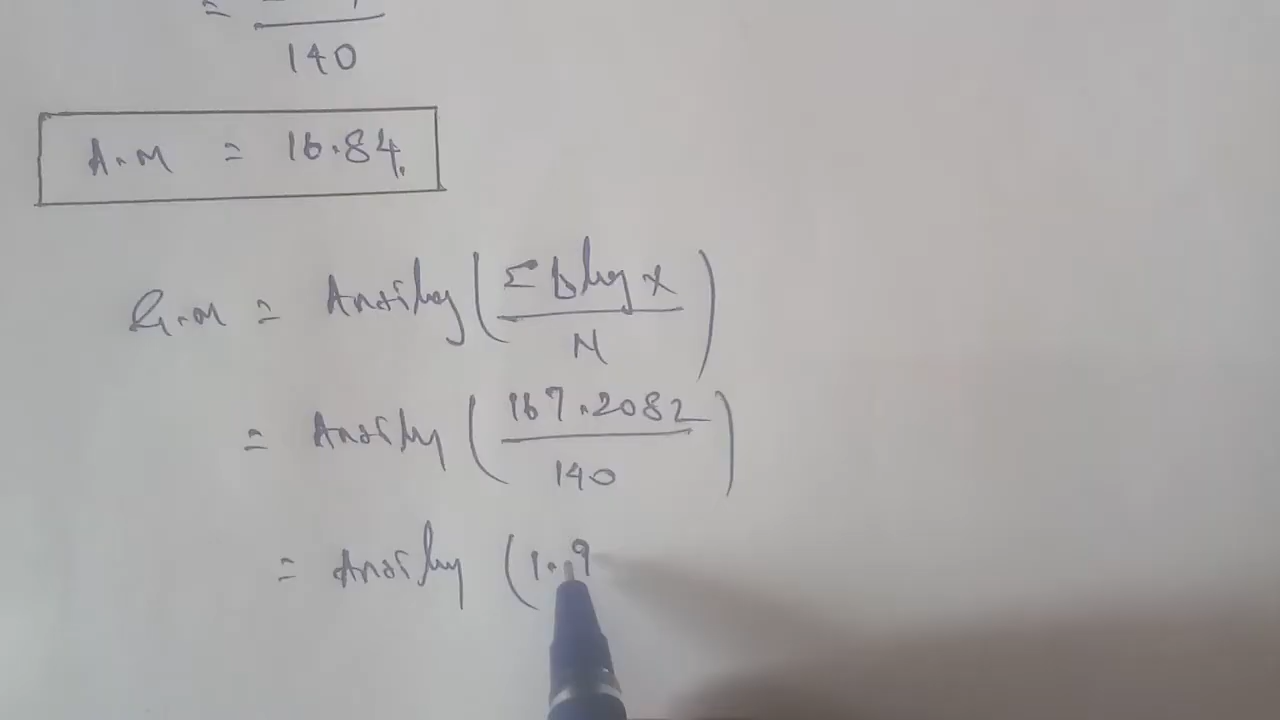 =
140
A.M = 16.84.
G.M = Antilog ( Σ f log x / N )
= Antilog ( 167.2082 / 140 )
= Antilog (1.9